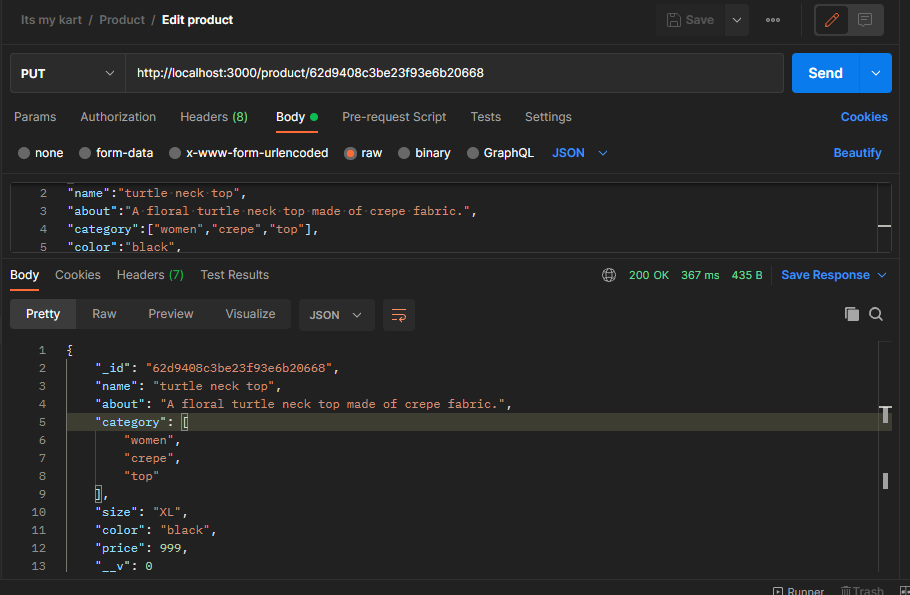 Its my kart / Product / Edit product Save
PUT http://localhost:3000/product/62d9408c3be23f93e6b20668 Send
Params Authorization Headers (8) Body Pre-request Script Tests Settings Cookies
none form-data x-www-form-urlencoded raw binary GraphQL JSON Beautify
2 "name":"turtle neck top",
3 "about":"A floral turtle neck top made of crepe fabric.",
4 "category":["women","crepe","top"],
5 "color":"black",
Body Cookies Headers (7) Test Results 200 OK 367 ms 435 B Save Response
Pretty Raw Preview Visualize JSON
1 {
2 "_id": "62d9408c3be23f93e6b20668",
3 "name": "turtle neck top",
4 "about": "A floral turtle neck top made of crepe fabric.",
5 "category": [
6 "women",
7 "crepe",
8 "top"
9 ],
10 "size": "XL",
11 "color": "black",
12 "price": 999,
13 "__v": 0
Runner Trash